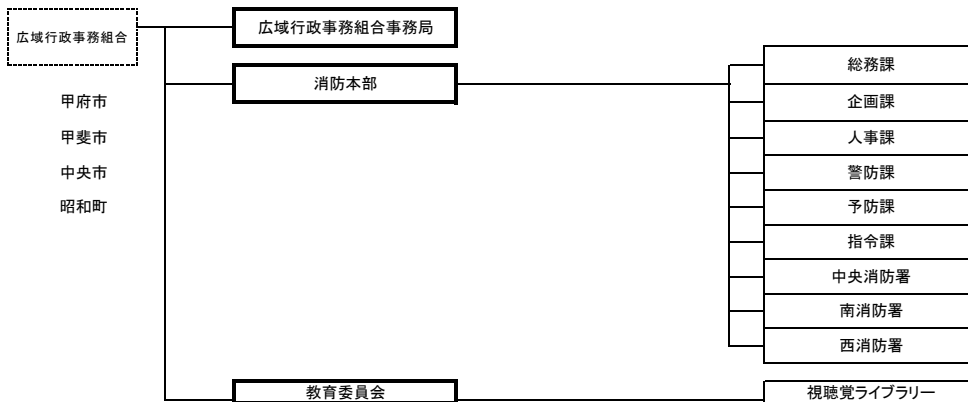 広域行政事務組合
甲府市
甲斐市
中央市
昭和町
広域行政事務組合事務局
消防本部
総務課
企画課
人事課
警防課
予防課
指令課
中央消防署
南消防署
西消防署
教育委員会
視聴覚ライブラリー